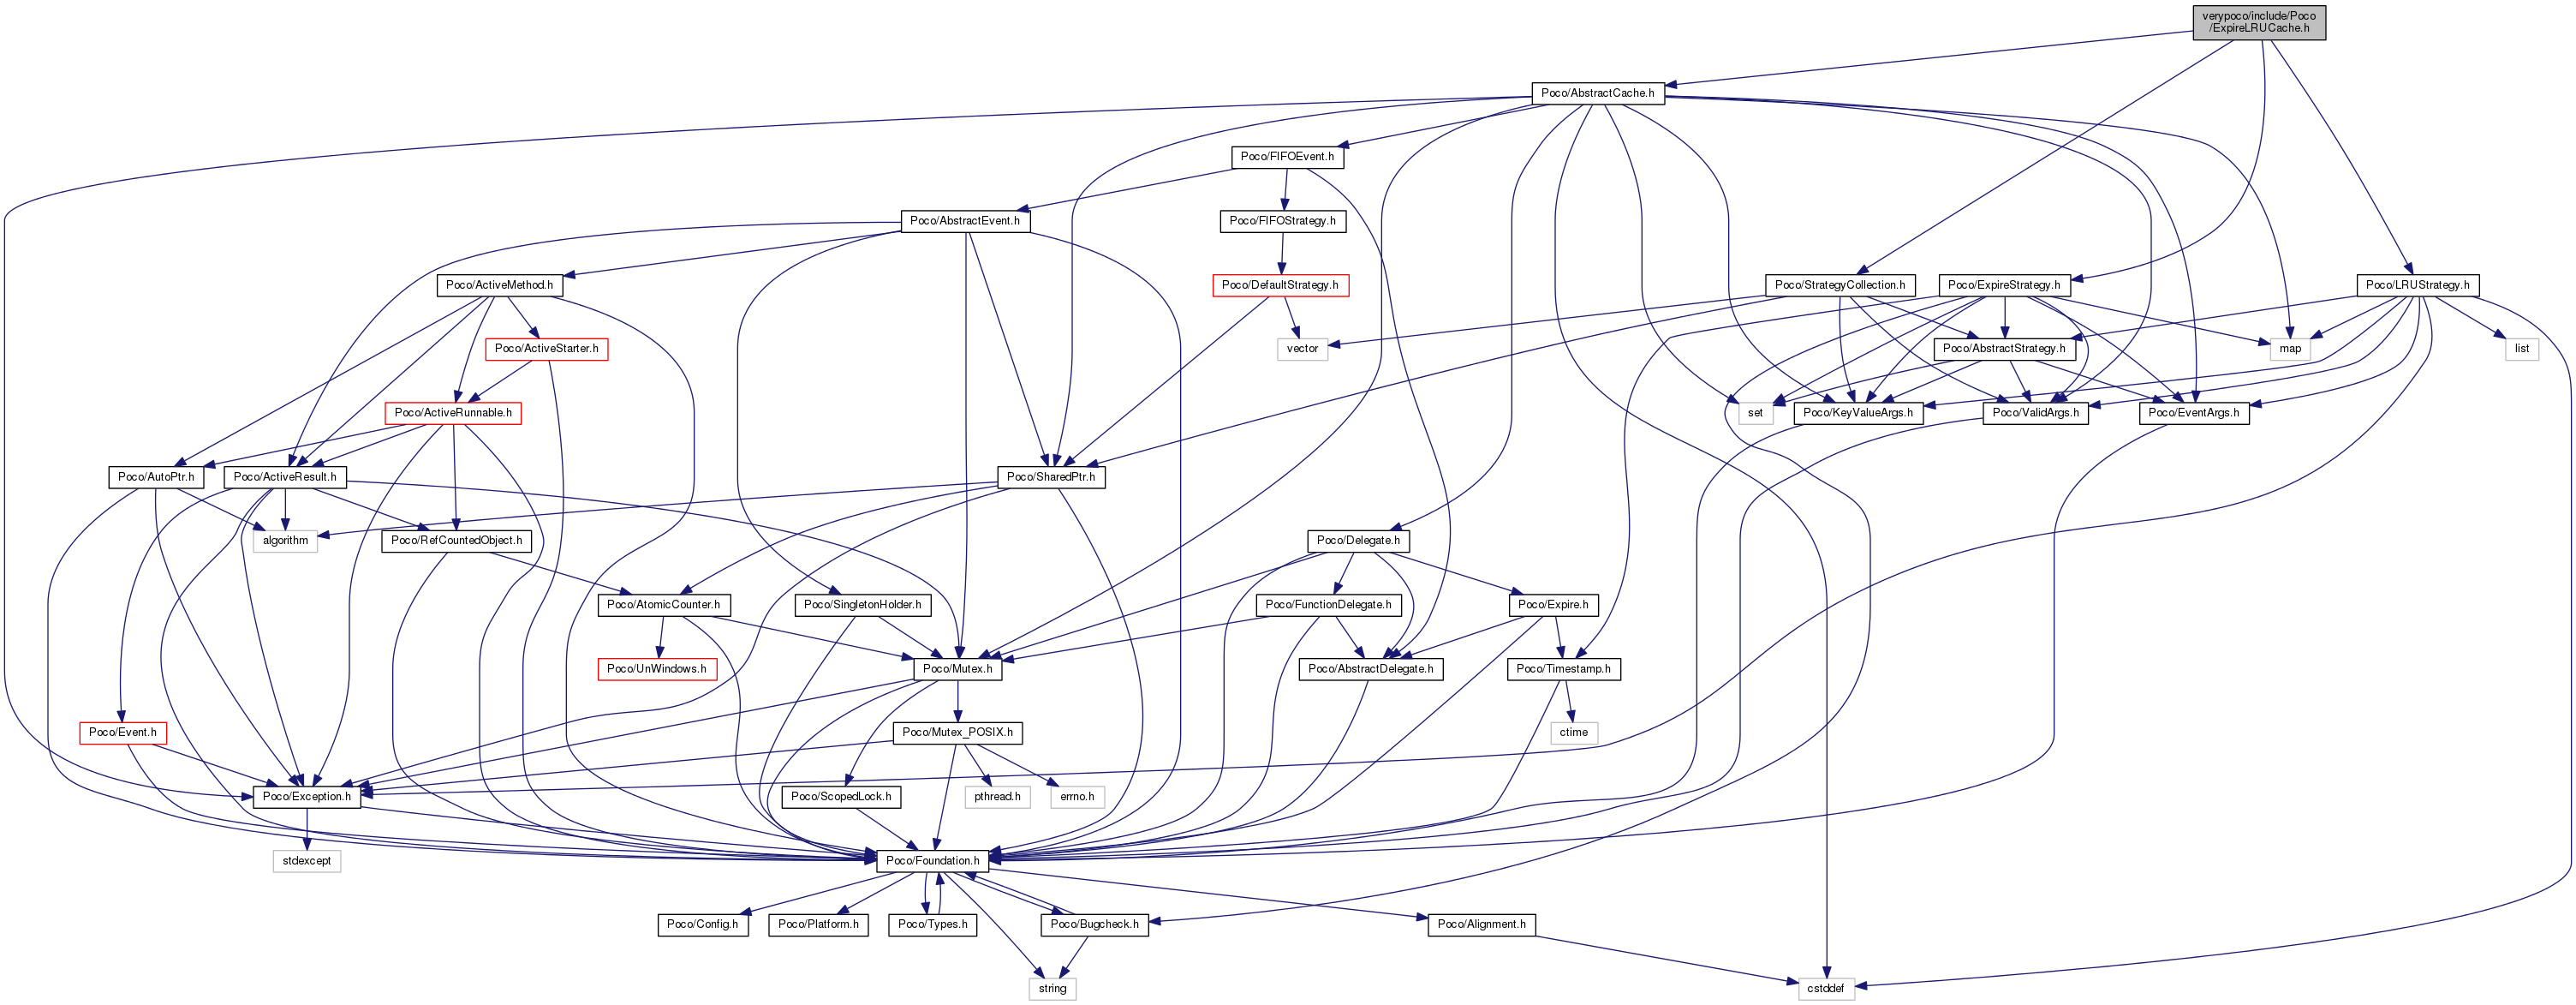 verypoco/include/Poco
/ExpireLRUCache.h
Poco/AbstractCache.h
Poco/FIFOEvent.h
Poco/AbstractEvent.h
Poco/FIFOStrategy.h
Poco/ActiveMethod.h
Poco/DefaultStrategy.h
Poco/StrategyCollection.h
Poco/ExpireStrategy.h
Poco/LRUStrategy.h
Poco/ActiveStarter.h
vector
Poco/AbstractStrategy.h
map
list
Poco/ActiveRunnable.h
set
Poco/KeyValueArgs.h
Poco/ValidArgs.h
Poco/EventArgs.h
Poco/AutoPtr.h
Poco/ActiveResult.h
Poco/SharedPtr.h
algorithm
Poco/RefCountedObject.h
Poco/Delegate.h
Poco/AtomicCounter.h
Poco/SingletonHolder.h
Poco/FunctionDelegate.h
Poco/Expire.h
Poco/UnWindows.h
Poco/Mutex.h
Poco/AbstractDelegate.h
Poco/Timestamp.h
Poco/Event.h
Poco/Mutex_POSIX.h
ctime
Poco/Exception.h
Poco/ScopedLock.h
pthread.h
errno.h
stdexcept
Poco/Foundation.h
Poco/Config.h
Poco/Platform.h
Poco/Types.h
Poco/Bugcheck.h
Poco/Alignment.h
string
cstddef